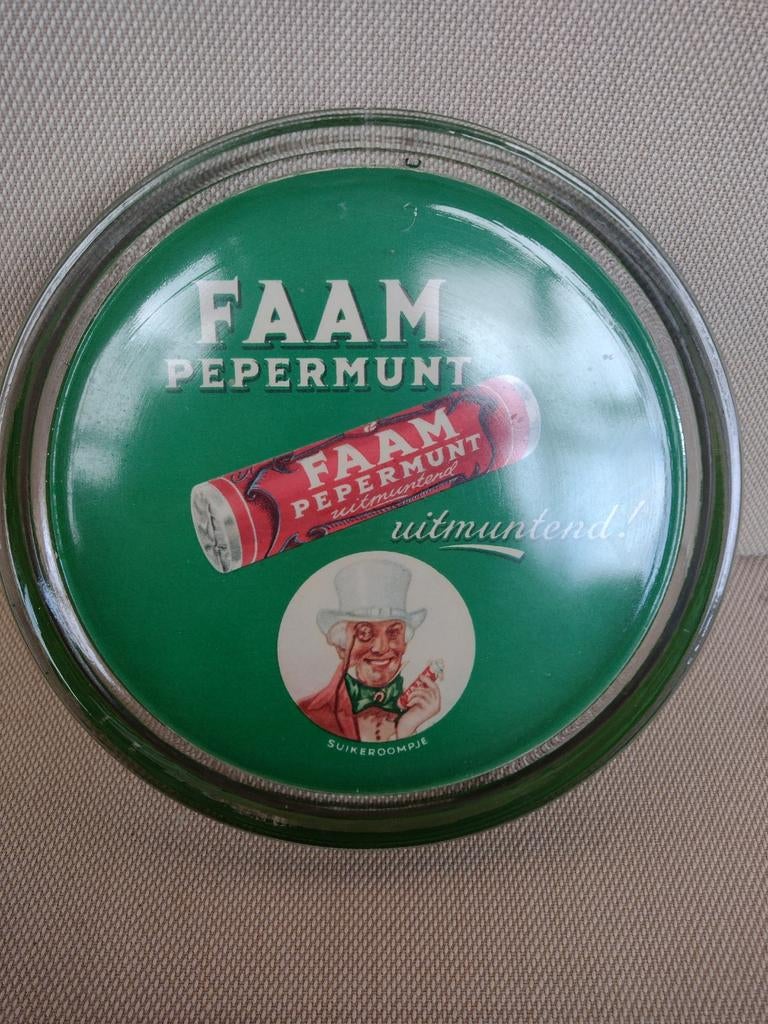 FAAM
PEPERMUNT
FAAM
PEPERMUNT
uitmuntend
uitmuntend!
SUIKEROOMPJE